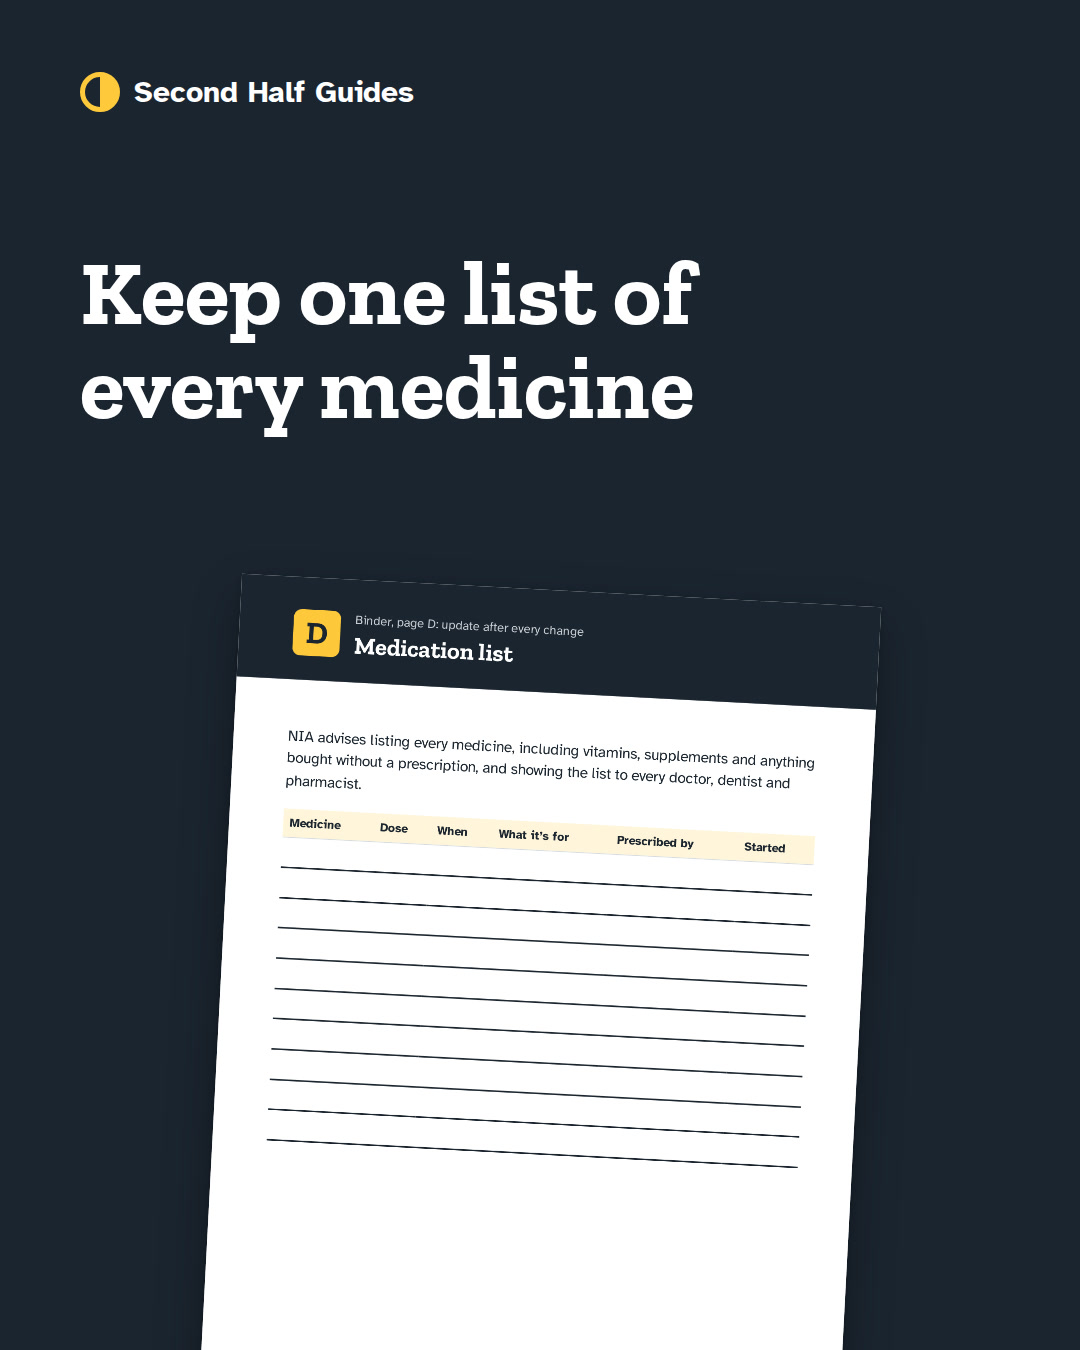 Second Half Guides
Keep one list of
every medicine
D
Binder, page D: update after every change
Medication list
NIA advises listing every medicine, including vitamins, supplements and anything
bought without a prescription, and showing the list to every doctor, dentist and
pharmacist.
Medicine Dose When What it's for Prescribed by Started